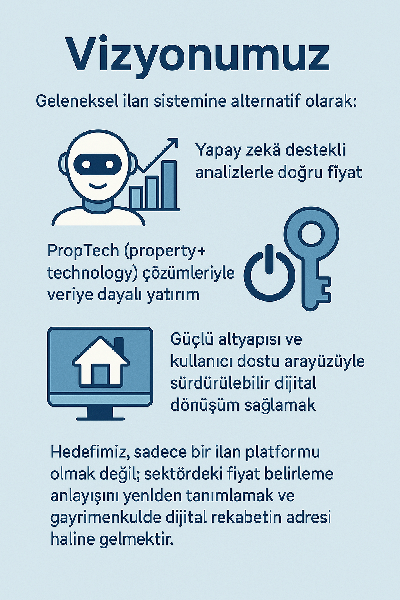 Vizyonumuz
Geleneksel ilan sistemine alternatif olarak:
Yapay zekâ destekli
analizlerle doğru fiyat
PropTech (property+
technology) çözümleriyle
veriye dayalı yatırım
Güçlü altyapısı ve
kullanıcı dostu arayüzüyle
sürdürülebilir dijital
dönüşüm sağlamak
Hedefimiz, sadece bir ilan platformu
olmak değil; sektördeki fiyat belirleme
anlayışını yeniden tanımlamak ve
gayrimenkulde dijital rekabetin adresi
haline gelmektir.